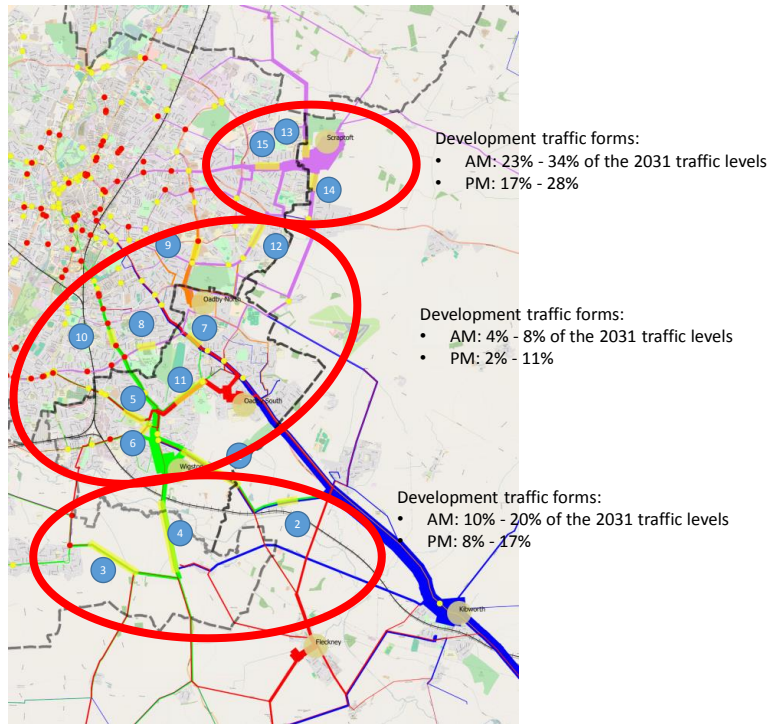 15
13
Scraptoft
14
Development traffic forms:
• AM: 23% - 34% of the 2031 traffic levels
• PM: 17% - 28%
9
12
Oadby North
10
8
7
Development traffic forms:
• AM: 4% - 8% of the 2031 traffic levels
• PM: 2% - 11%
11
5
Oadby South
6
Wigston
2
4
3
Development traffic forms:
• AM: 10% - 20% of the 2031 traffic levels
• PM: 8% - 17%
Kibworth
Fleckney